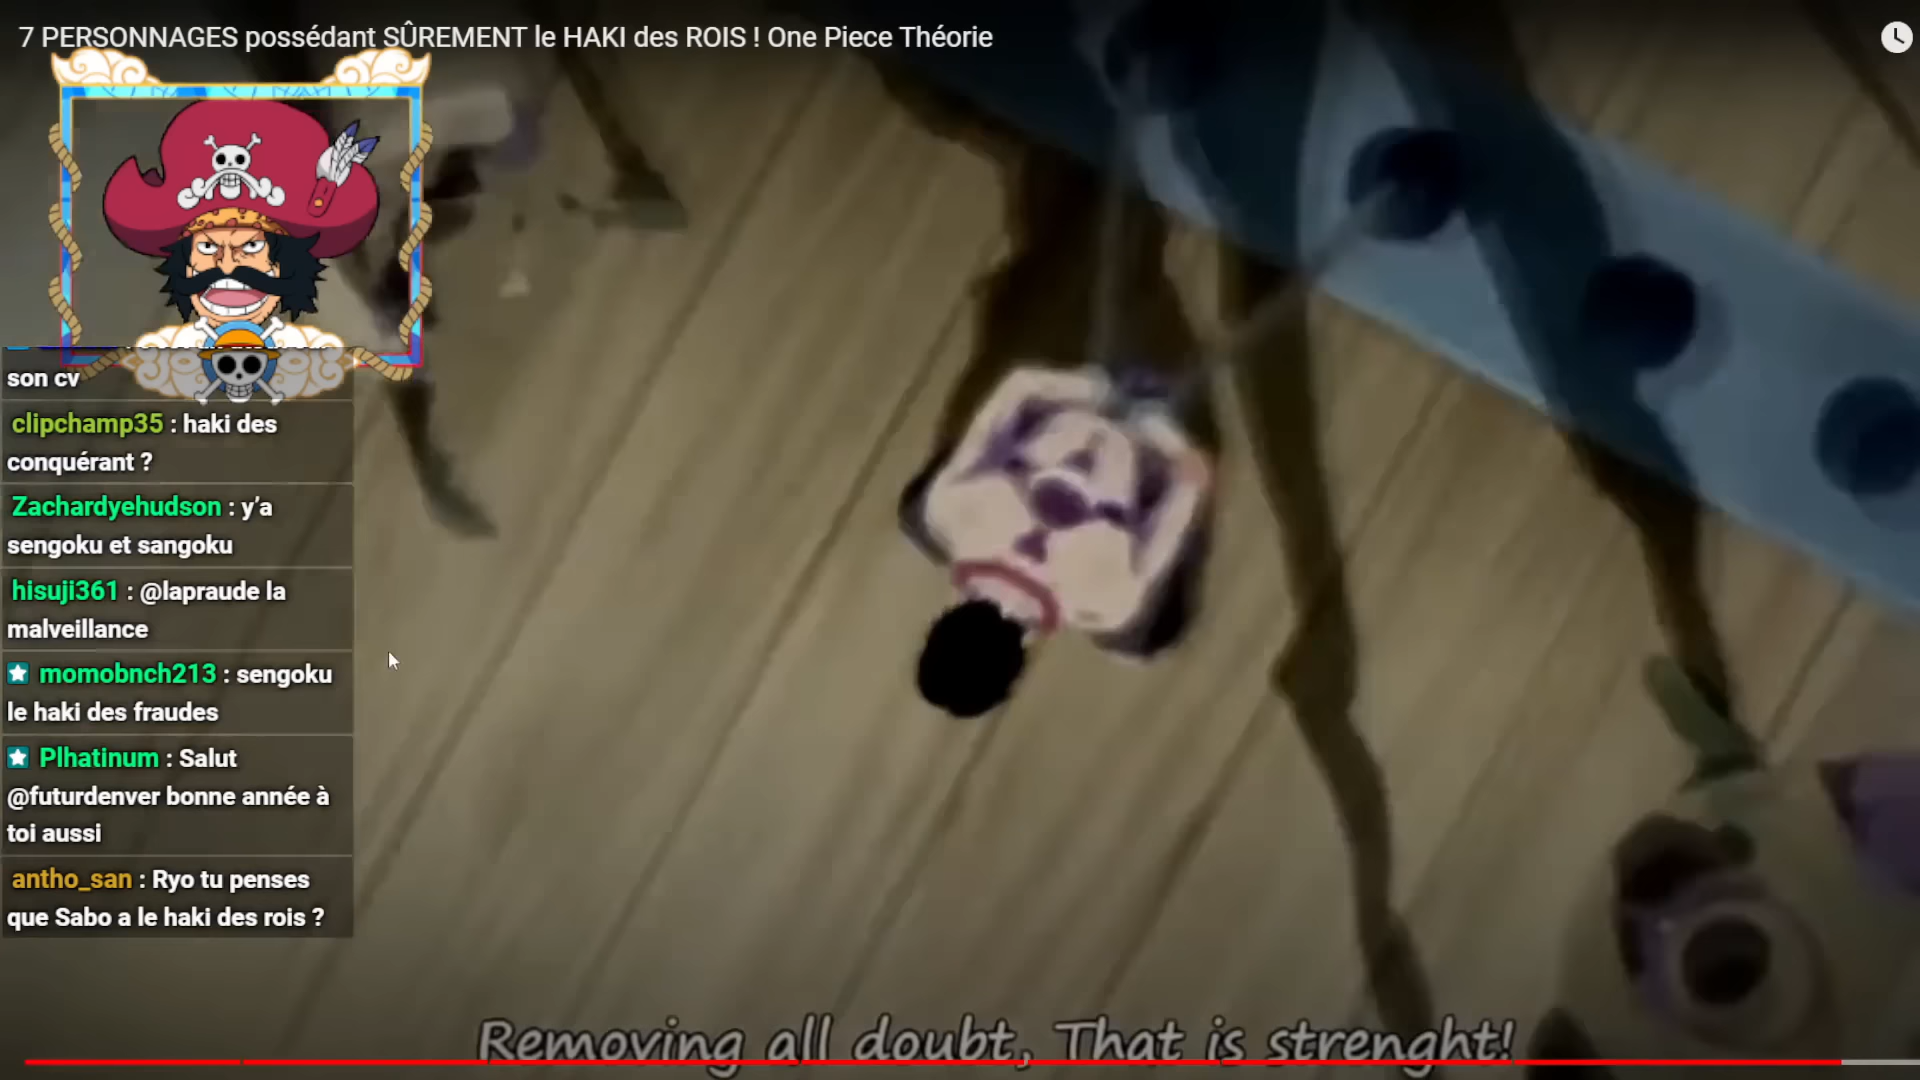 7 PERSONNAGES possédant SÛREMENT le HAKI des ROIS ! One Piece Théorie
son cv
clipchamp35 : haki des
conquérant ?
Zachardyehudson : y’a
sengoku et sangoku
hisuji361 : @lapraude la
malveillance
momobnch213 : sengoku
le haki des fraudes
Plhatinum : Salut
@futurdenver bonne année à
toi aussi
antho_san : Ryo tu penses
que Sabo a le haki des rois ?
Removing all doubt, That is strenght!